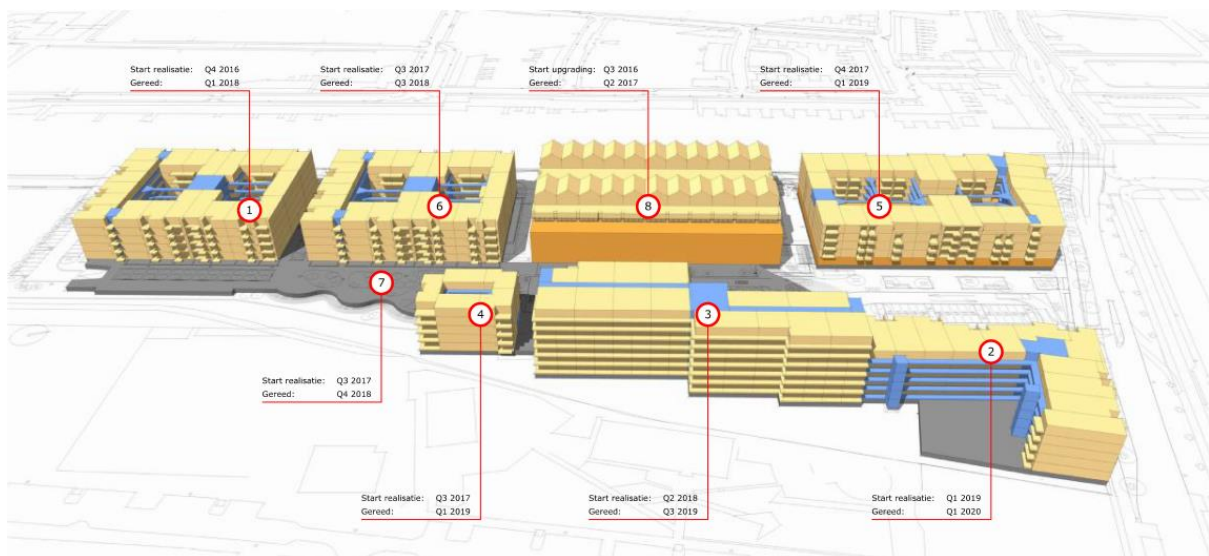 Start realisatie: Q4 2016
Gereed: Q1 2018
Start realisatie: Q3 2017
Gereed: Q3 2018
Start upgrading: Q3 2016
Gereed: Q2 2017
Start realisatie: Q4 2017
Gereed: Q1 2019
1
6
8
5
7
4
3
2
Start realisatie: Q3 2017
Gereed: Q4 2018
Start realisatie: Q3 2017
Gereed: Q1 2019
Start realisatie: Q2 2018
Gereed: Q3 2019
Start realisatie: Q1 2019
Gereed: Q1 2020